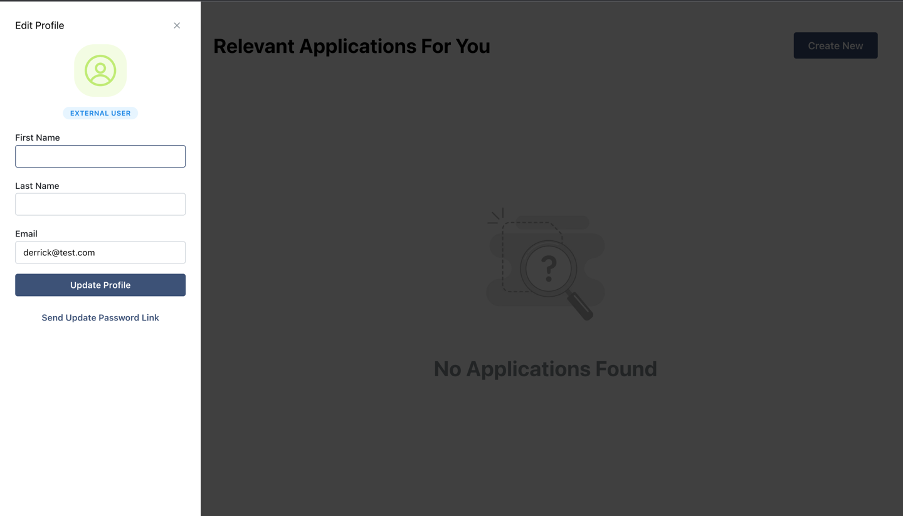 Edit Profile
EXTERNAL USER
First Name
Last Name
Email
derrick@test.com
Update Profile
Send Update Password Link
Relevant Applications For You
Create New
?
No Applications Found